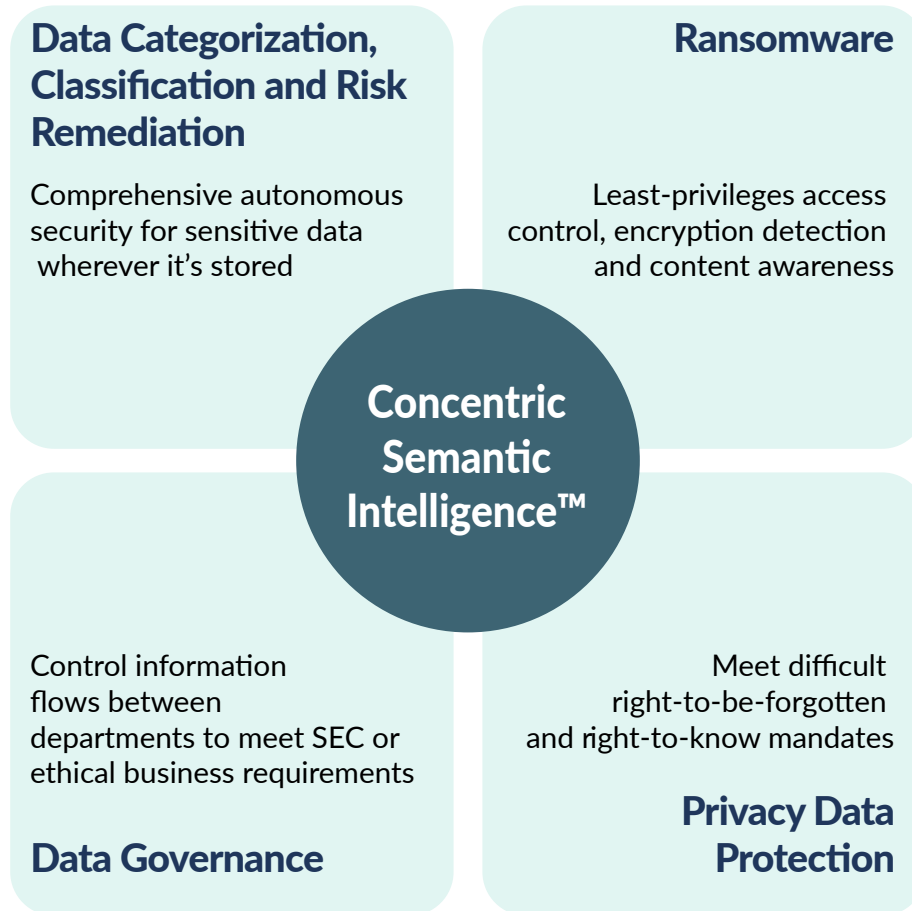 Data Categorization,
Classification and Risk
Remediation
Comprehensive autonomous
security for sensitive data
wherever it’s stored
Ransomware
Least-privileges access
control, encryption detection
and content awareness
Concentric
Semantic
Intelligence™
Control information
flows between
departments to meet SEC or
ethical business requirements
Data Governance
Meet difficult
right-to-be-forgotten
and right-to-know mandates
Privacy Data
Protection